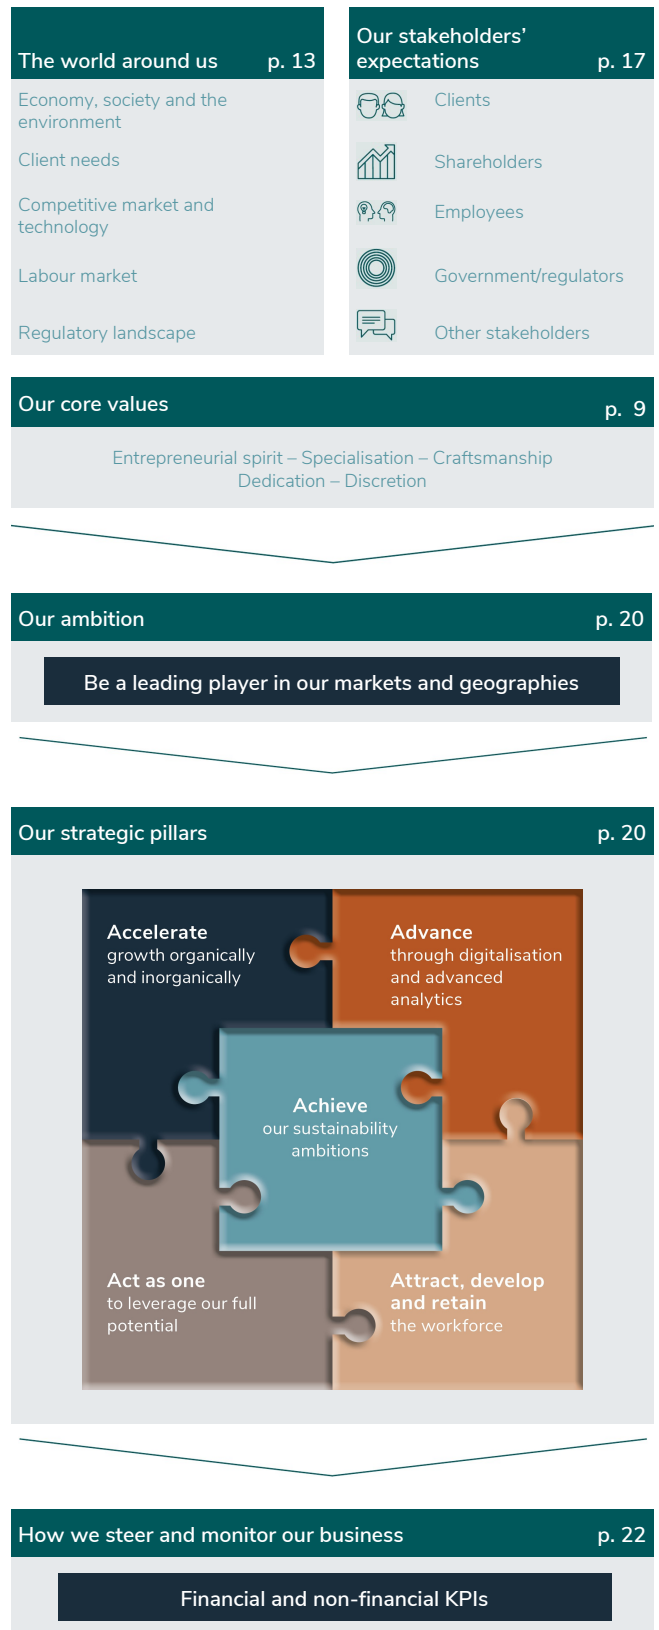 The world around us p. 13
Economy, society and the
environment
Client needs
Competitive market and
technology
Labour market
Regulatory landscape
Our stakeholders’
expectations p. 17
Clients
Shareholders
Employees
Government/regulators
Other stakeholders
Our core values p. 9
Entrepreneurial spirit – Specialisation – Craftsmanship
Dedication – Discretion
Our ambition p. 20
Be a leading player in our markets and geographies
Our strategic pillars p. 20
Accelerate
growth organically
and inorganically
Advance
through digitalisation
and advanced
analytics
Achieve
our sustainability
ambitions
Act as one
to leverage our full
potential
Attract, develop
and retain
the workforce
How we steer and monitor our business p. 22
Financial and non-financial KPIs